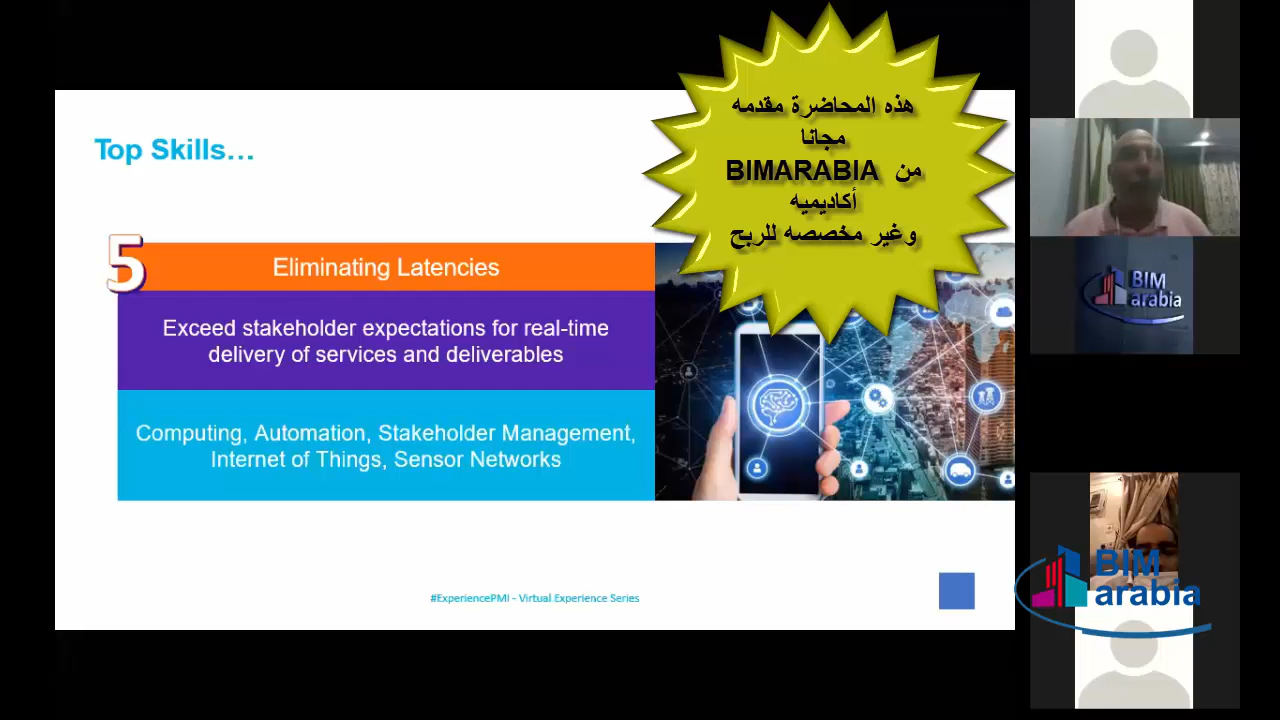 Top Skills…
هذه المحاضرة مقدمه
مجانا
من BIMARABIA
أكاديميه
وغير مخصصه للربح
5
Eliminating Latencies
Exceed stakeholder expectations for real-time
delivery of services and deliverables
Computing, Automation, Stakeholder Management,
Internet of Things, Sensor Networks
#ExperiencePMI - Virtual Experience Series
BIM
arabia
BIM
arabia